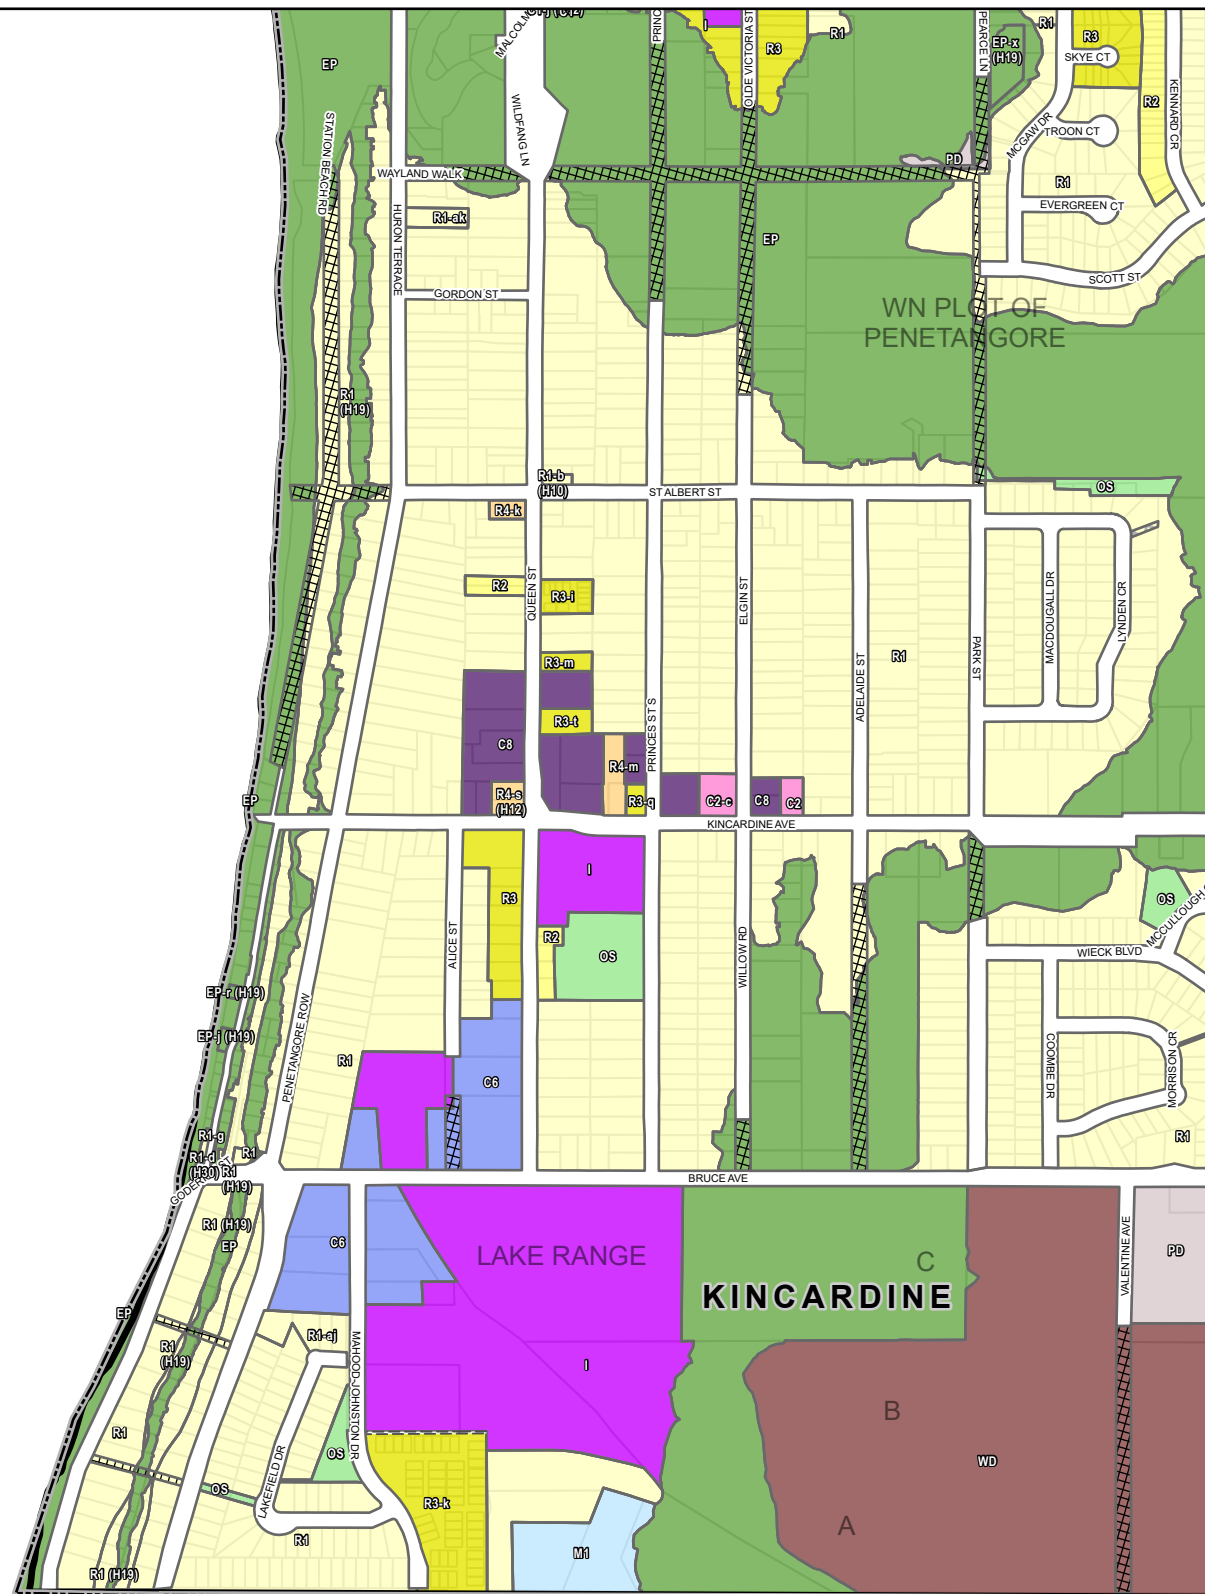 C1-j (C12)
MALCOLM
PRINC
I
OLDE VICTORIA ST
R3
R1
PEARCE LN
EP-x
(H19)
R1
R3
SKYE CT
R2
KENNARD CR
EP
STATION BEACH RD
WILDFANG LN
MCGAW DR
TROON CT
WAYLAND WALK
PD
R1
HURON TERRACE
R1-ak
EVERGREEN CT
EP
SCOTT ST
GORDON ST
WN PLOT OF
PENETANGORE
R1
(H19)
R1-b
(H10)
ST ALBERT ST
OS
R4-k
QUEEN ST
R2
R3-i
ELGIN ST
MACDOUGALL DR
LYNDEN CR
PARK ST
R3-m
R1
ADELAIDE ST
PRINCES ST S
R3-t
C8
R4-m
R4-s
(H12)
R3-q
C2-c
C8
C2
EP
KINCARDINE AVE
I
R3
OS
ALICE ST
R2
OS
WILLOW RD
MCCULLOUGH
WIECK BLVD
EP-r (H19)
EP-j (H19)
PENETANGORE ROW
R1
C6
COOMBE DR
MORRISON CR
R1-g
R1
R1
R1-d
(H30)
R1
(H19)
BRUCE AVE
R1 (H19)
EP
C6
LAKE RANGE
C
VALENTINE AVE
PD
KINCARDINE
EP
R1-aj
MAHOOD-JOHNSTON DR
R1
(H19)
I
B
R1
OS
LAKEFIELD DR
WD
OS
R3-k
A
R1
M1
R1 (H19)